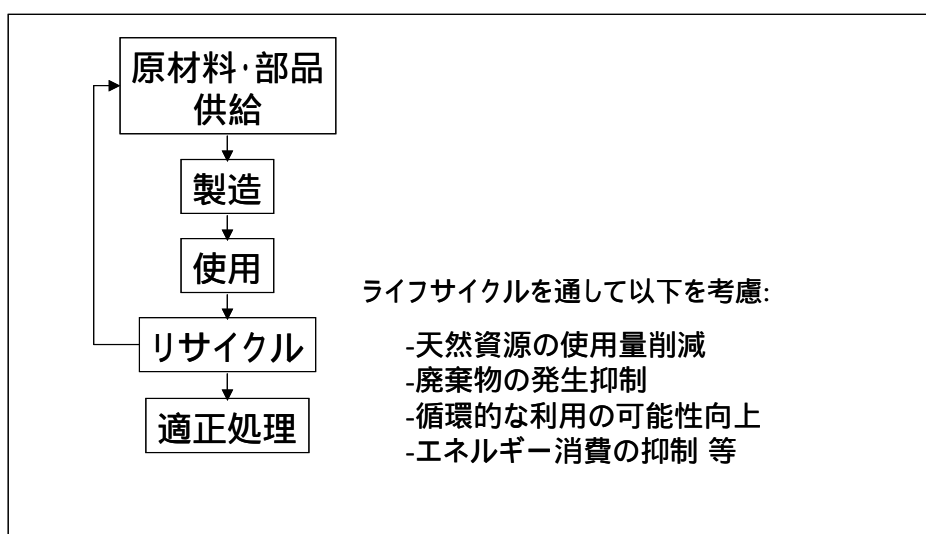 原材料･部品
供給
製造
使用
リサイクル
適正処理
ライフサイクルを通して以下を考慮:
-天然資源の使用量削減
-廃棄物の発生抑制
-循環的な利用の可能性向上
-エネルギー消費の抑制 等